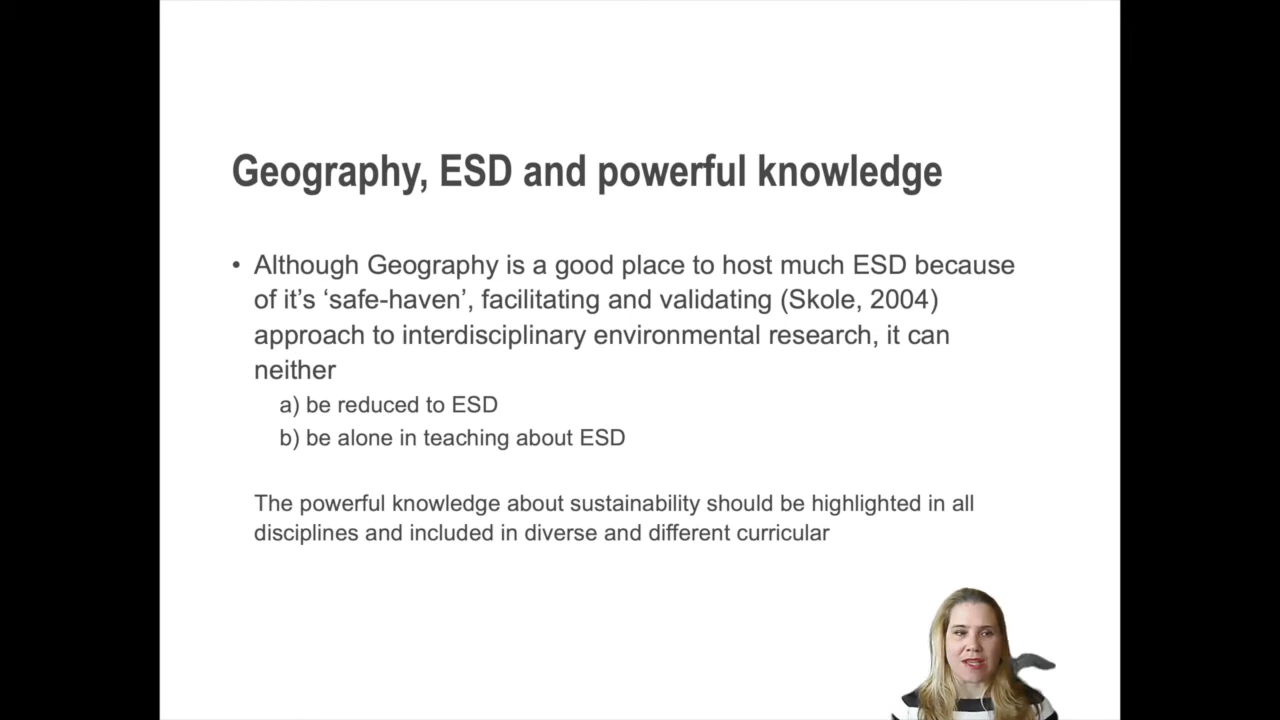 Geography, ESD and powerful knowledge
• Although Geography is a good place to host much ESD because
of it's ‘safe-haven’, facilitating and validating (Skole, 2004)
approach to interdisciplinary environmental research, it can
neither
a) be reduced to ESD
b) be alone in teaching about ESD
The powerful knowledge about sustainability should be highlighted in all
disciplines and included in diverse and different curricular